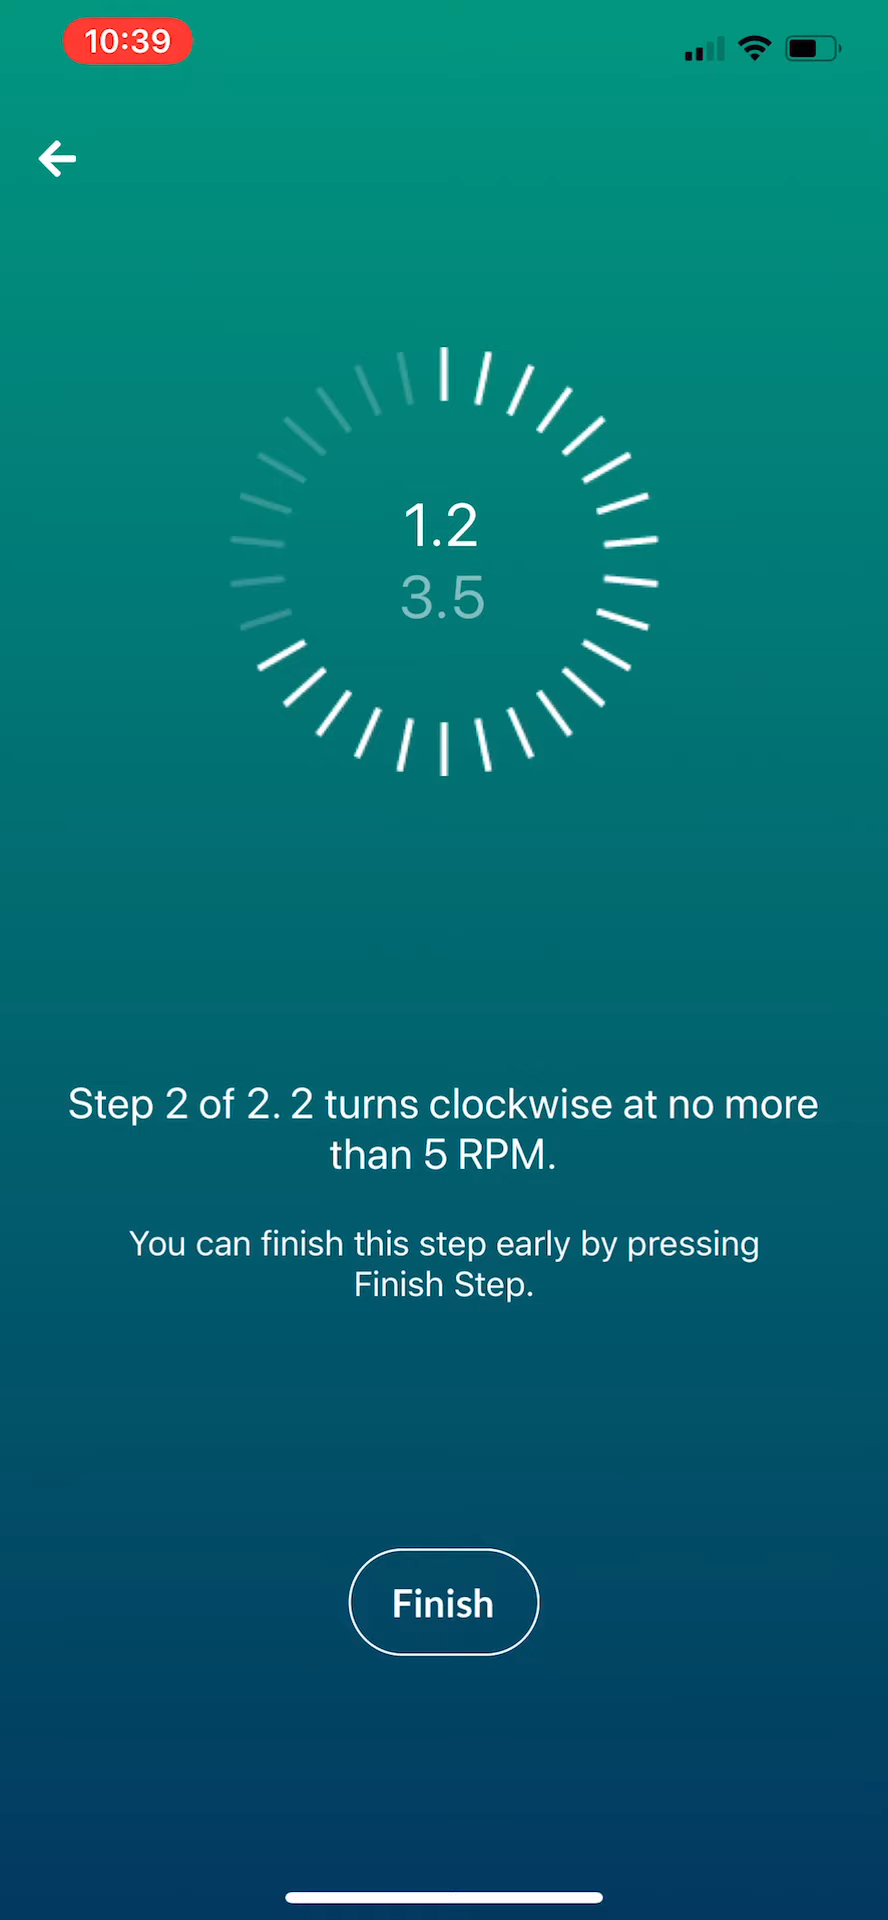 10:39
1.2
3.5
Step 2 of 2. 2 turns clockwise at no more
than 5 RPM.
You can finish this step early by pressing
Finish Step.
Finish